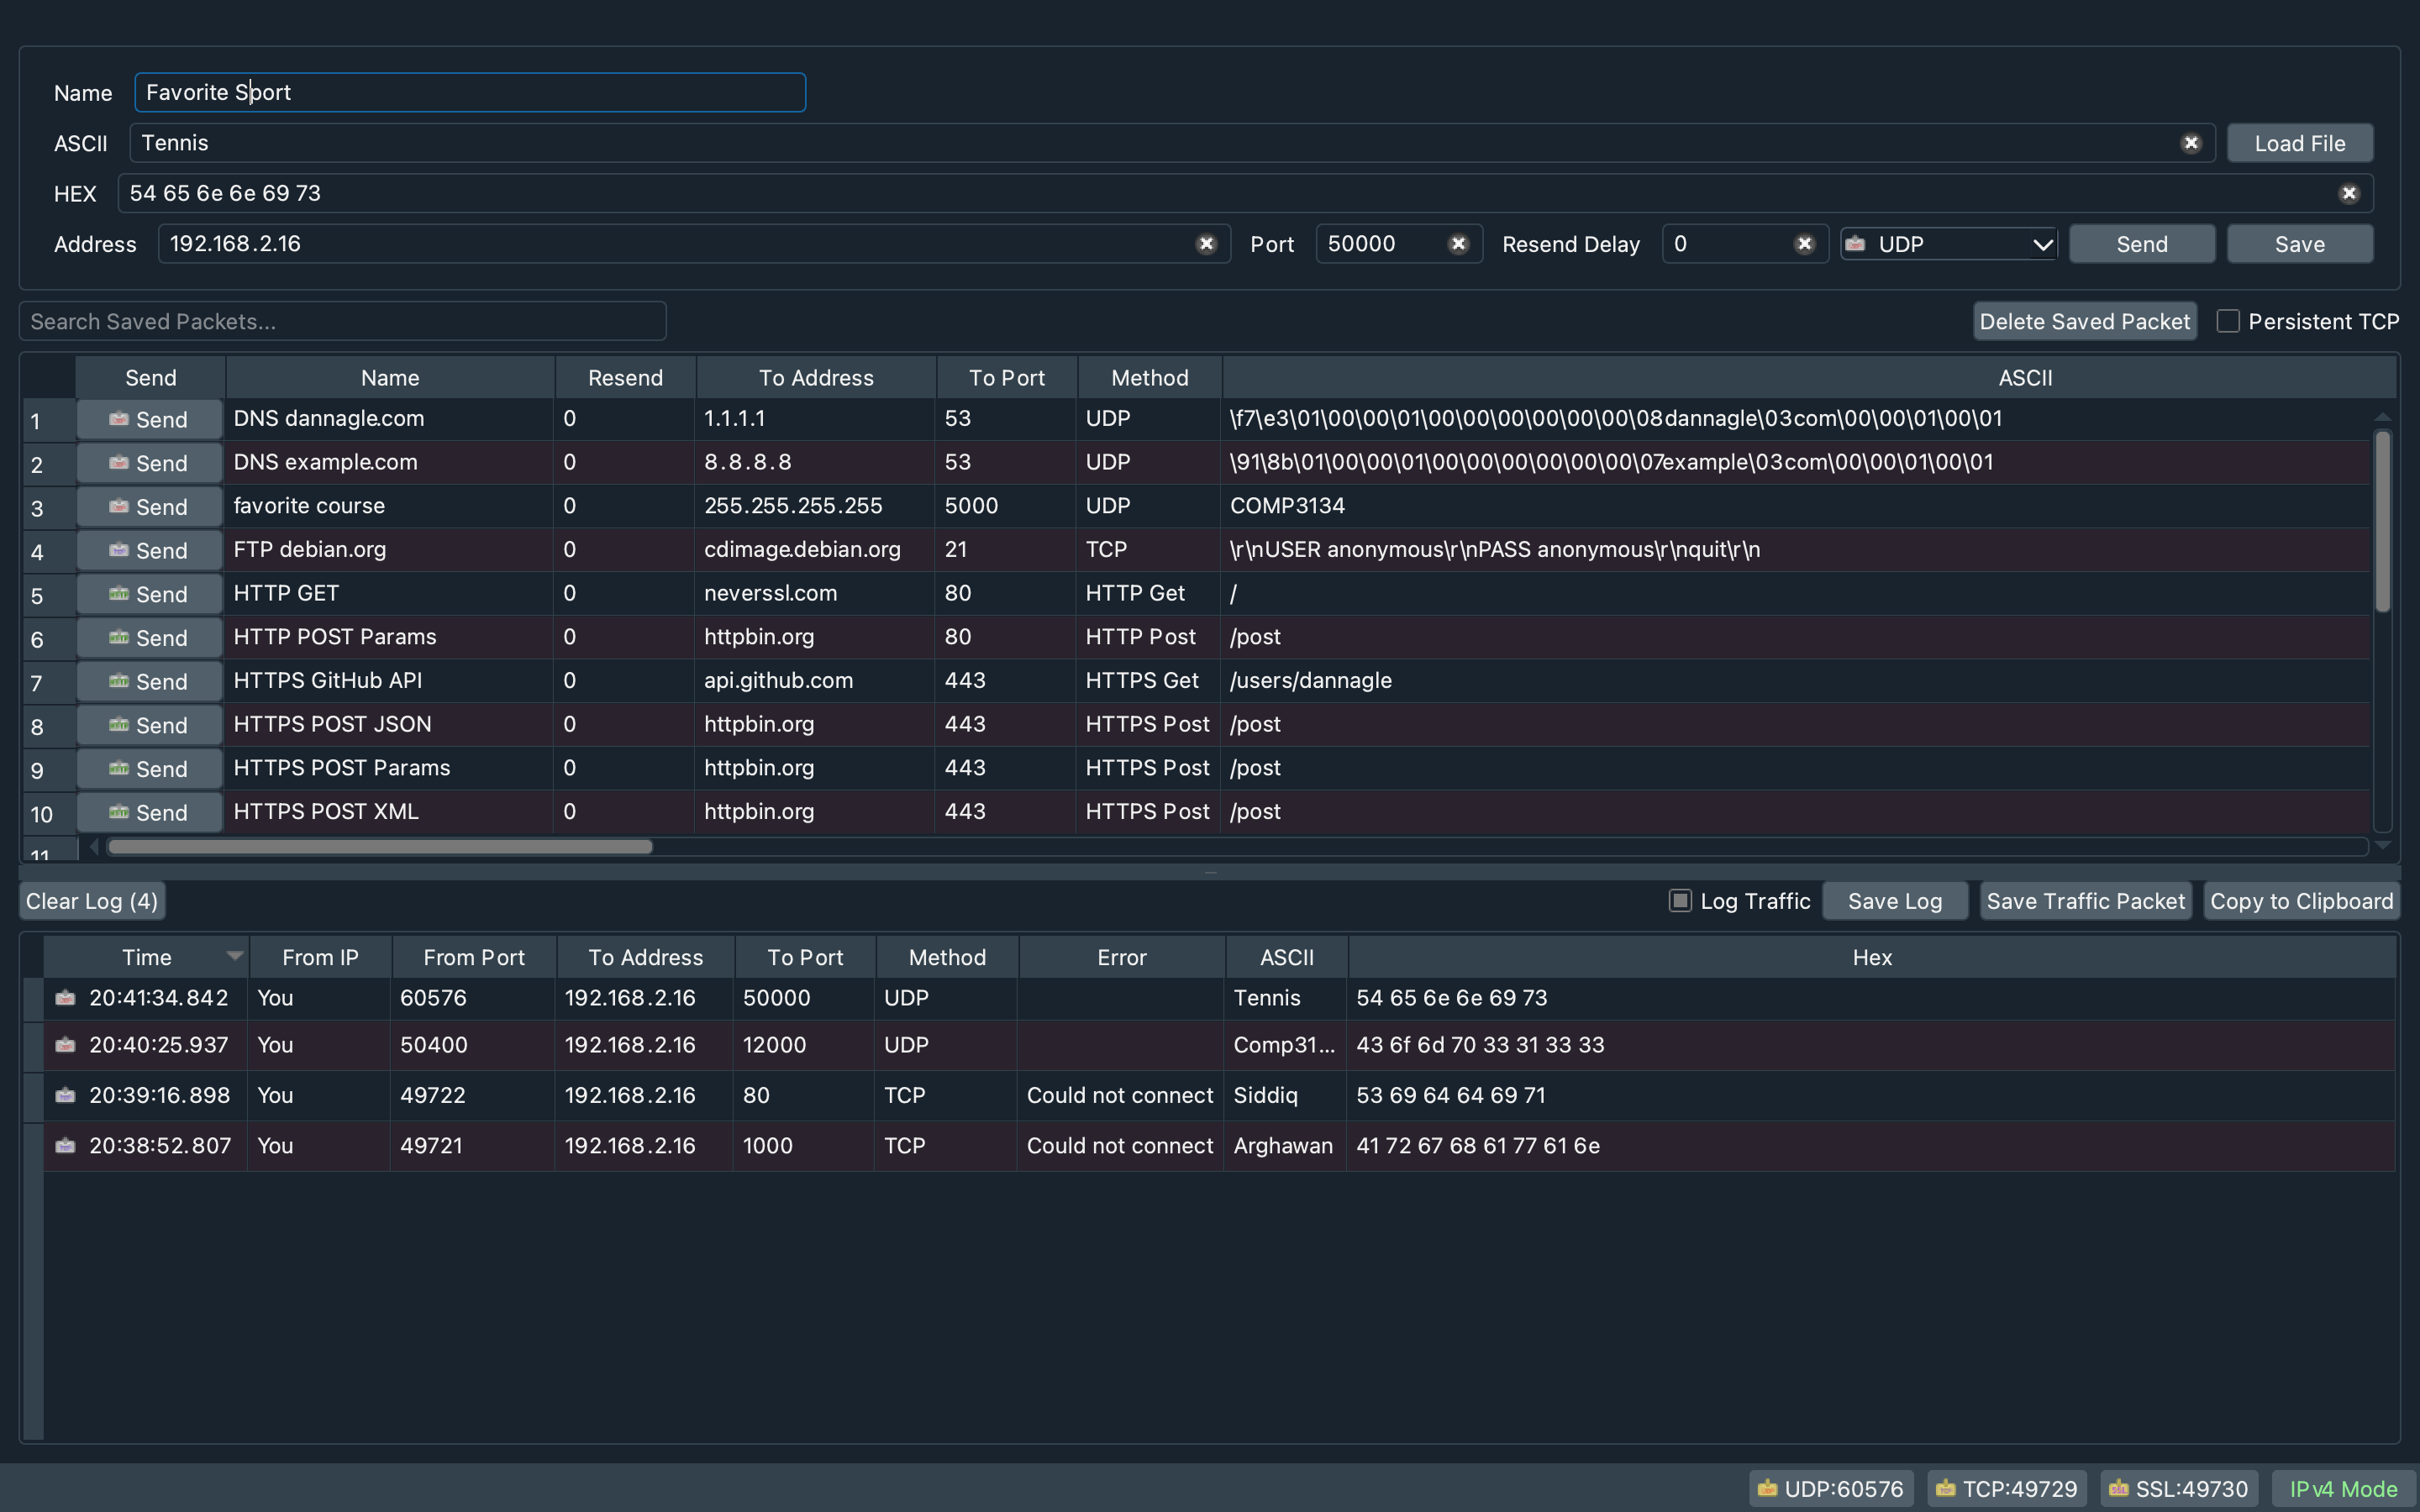 Name Favorite Sport
ASCII Tennis Load File
HEX 54 65 6e 6e 69 73
Address 192.168.2.16 Port 50000 Resend Delay 0 UDP Send Save
Search Saved Packets... Delete Saved Packet Persistent TCP
Send Name Resend To Address To Port Method ASCII
1 Send DNS dannagle.com 0 1.1.1.1 53 UDP \f7\e3\01\00\00\01\00\00\00\00\00\00\08dannagle\03com\00\00\01\00\01
2 Send DNS example.com 0 8.8.8.8 53 UDP \91\8b\01\00\00\01\00\00\00\00\00\00\07example\03com\00\00\01\00\01
3 Send favorite course 0 255.255.255.255 5000 UDP COMP3134
4 Send FTP debian.org 0 cdimage.debian.org 21 TCP \r\nUSER anonymous\r\nPASS anonymous\r\nquit\r\n
5 Send HTTP GET 0 neverssl.com 80 HTTP Get /
6 Send HTTP POST Params 0 httpbin.org 80 HTTP Post /post
7 Send HTTPS GitHub API 0 api.github.com 443 HTTPS Get /users/dannagle
8 Send HTTPS POST JSON 0 httpbin.org 443 HTTPS Post /post
9 Send HTTPS POST Params 0 httpbin.org 443 HTTPS Post /post
10 Send HTTPS POST XML 0 httpbin.org 443 HTTPS Post /post
11
Clear Log (4) Log Traffic Save Log Save Traffic Packet Copy to Clipboard
Time From IP From Port To Address To Port Method Error ASCII Hex
20:41:34.842 You 60576 192.168.2.16 50000 UDP Tennis 54 65 6e 6e 69 73
20:40:25.937 You 50400 192.168.2.16 12000 UDP Comp31... 43 6f 6d 70 33 31 33 33
20:39:16.898 You 49722 192.168.2.16 80 TCP Could not connect Siddiq 53 69 64 64 69 71
20:38:52.807 You 49721 192.168.2.16 1000 TCP Could not connect Arghawan 41 72 67 68 61 77 61 6e
UDP:60576 TCP:49729 SSL:49730 IPv4 Mode